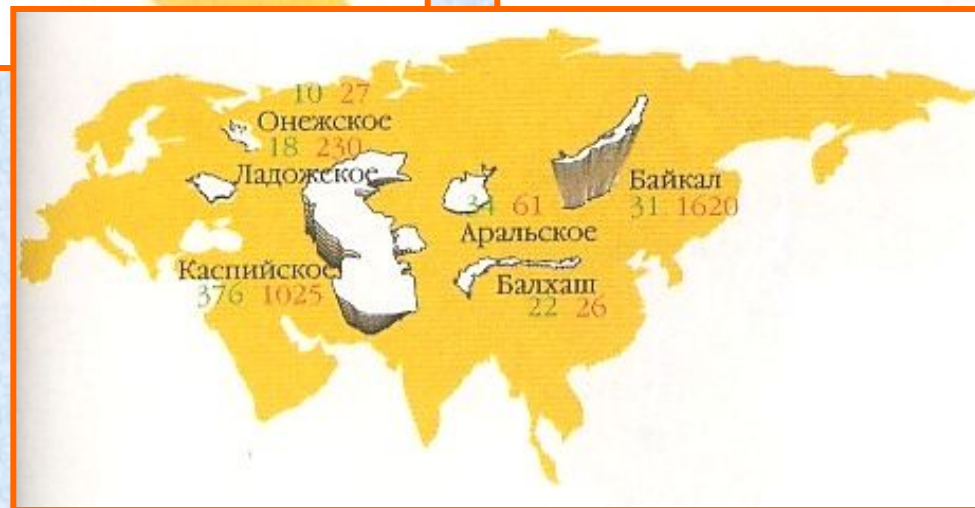 10 27
Онежское
18 230
Ладожское
Байкал
31 1620
34 61
Аральское
Каспийское
376 1025
Балхаш
22 26